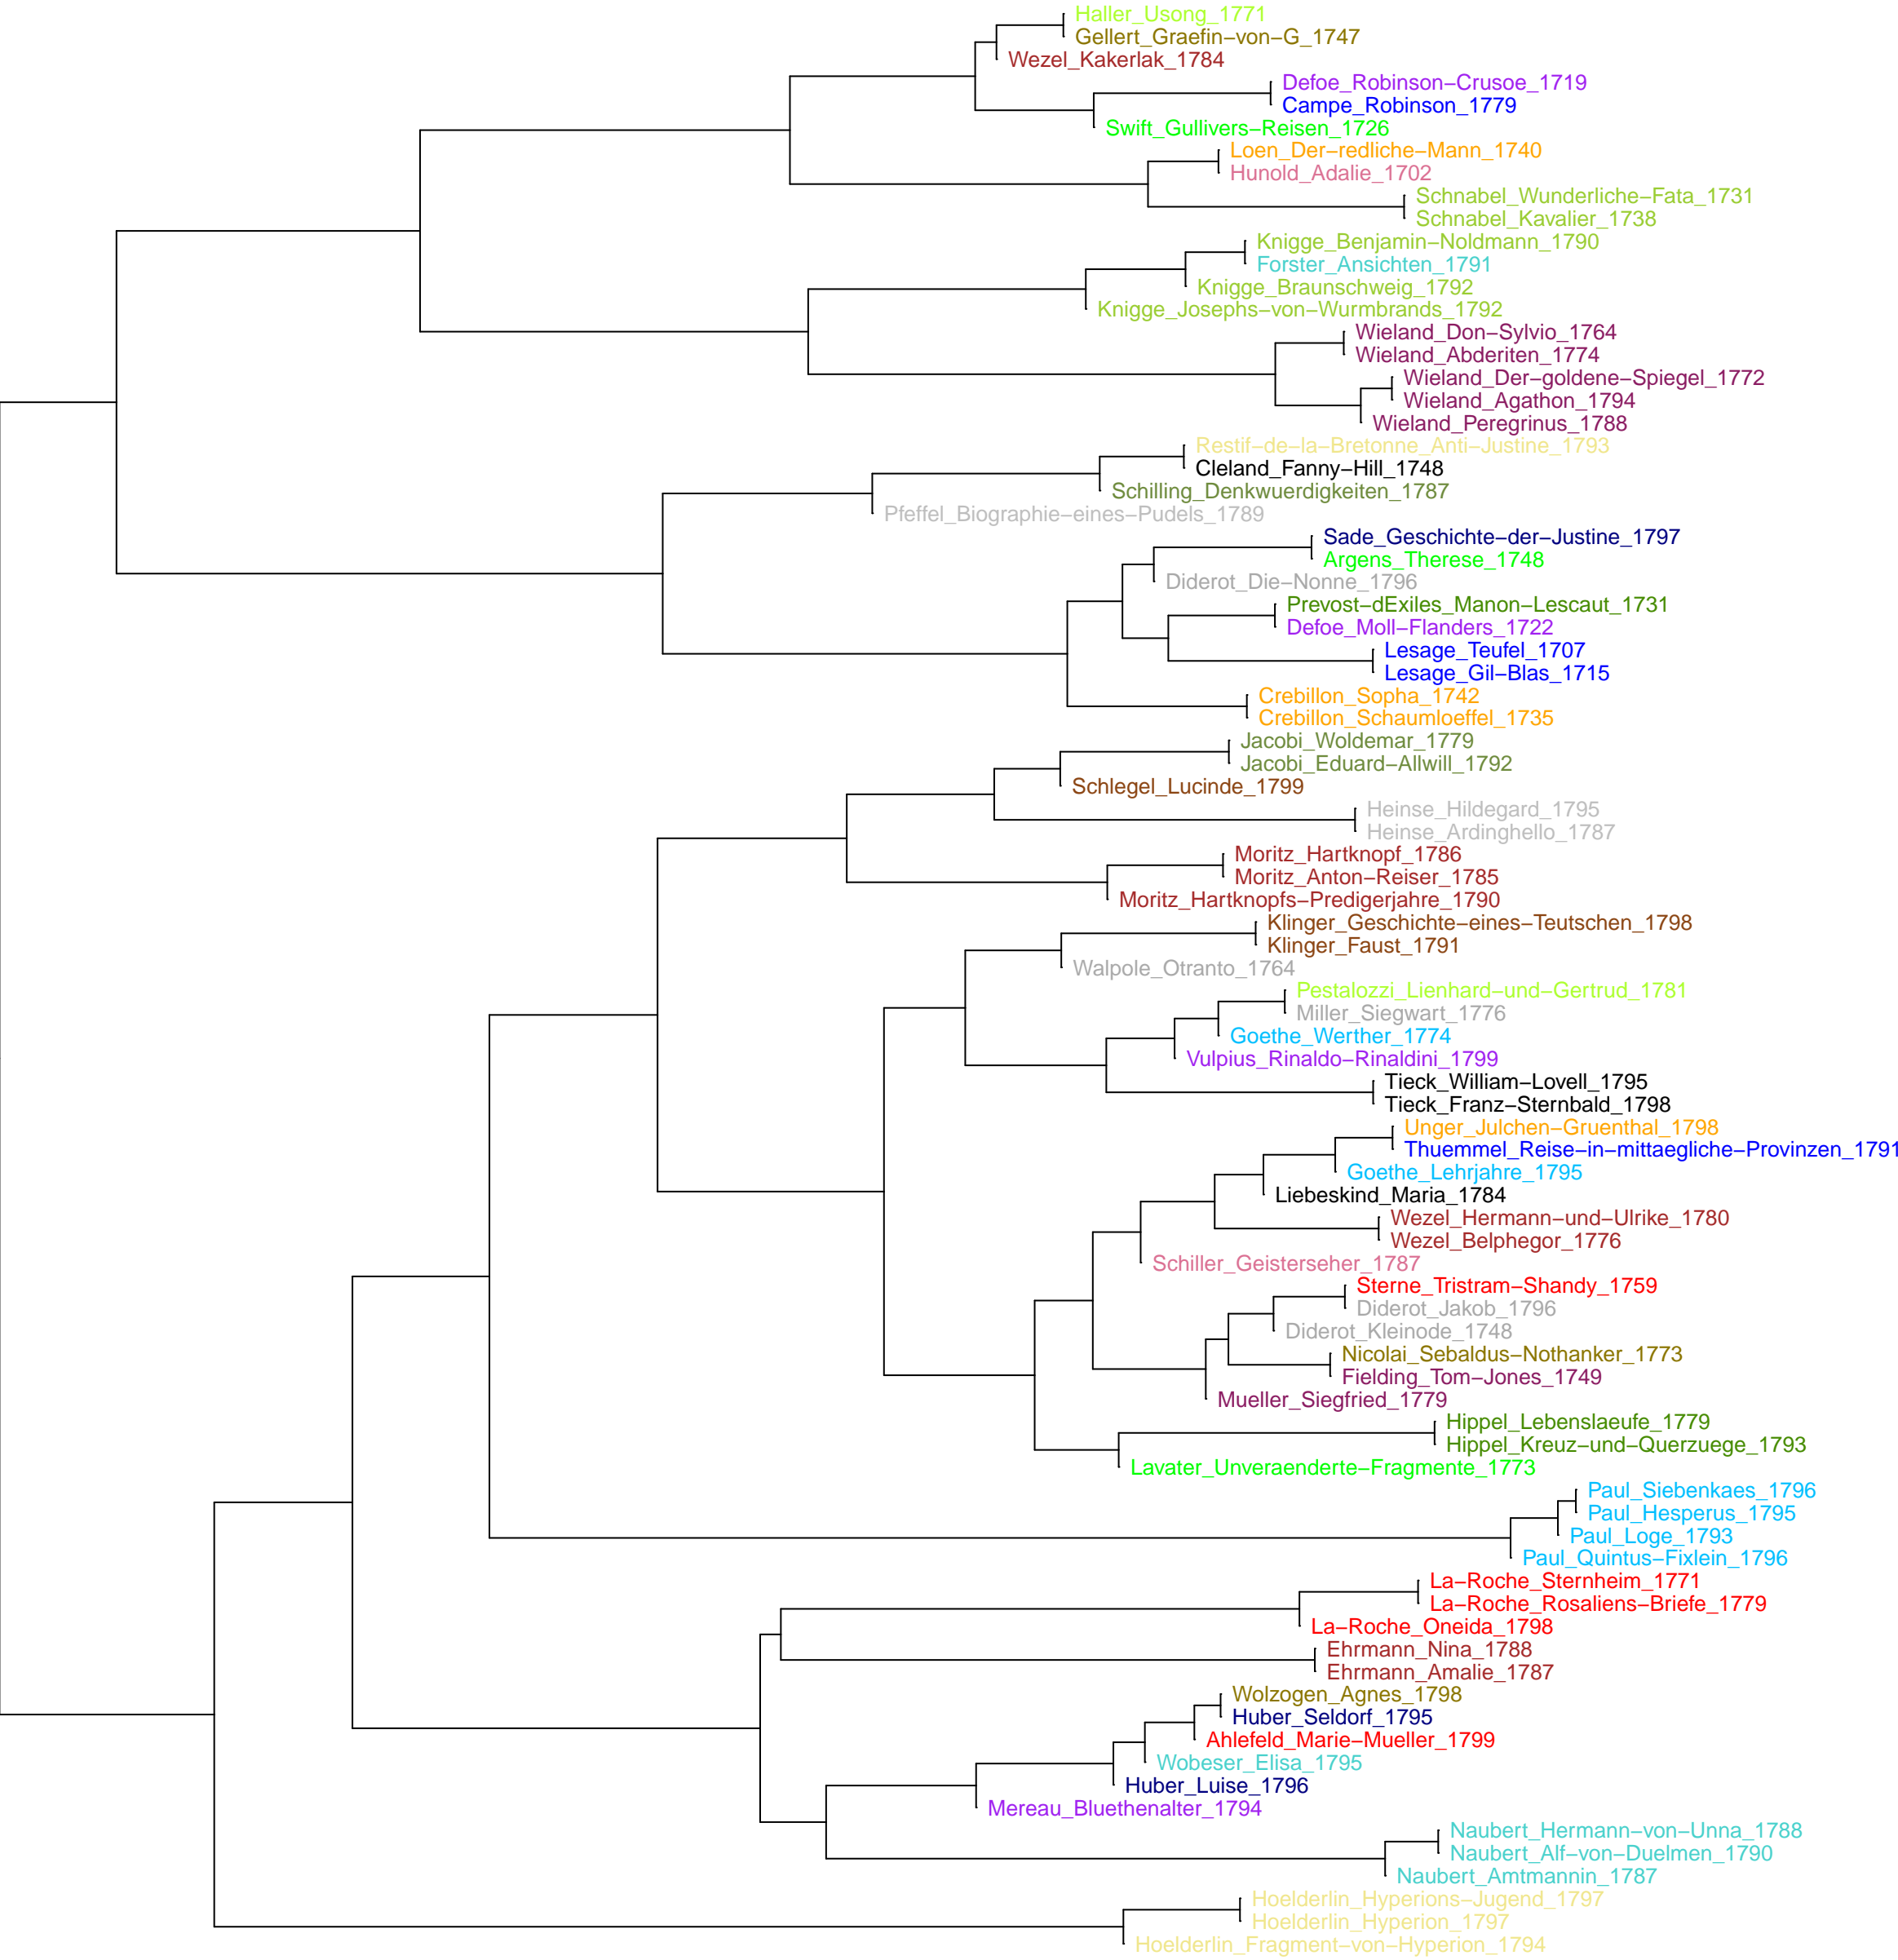 Haller_Usong_1771
Gellert_Graefin−von−G_1747
Wezel_Kakerlak_1784
Defoe_Robinson−Crusoe_1719
Campe_Robinson_1779
Swift_Gullivers−Reisen_1726
Loen_Der−redliche−Mann_1740
Hunold_Adalie_1702
Schnabel_Wunderliche−Fata_1731
Schnabel_Kavalier_1738
Knigge_Benjamin−Noldmann_1790
Forster_Ansichten_1791
Knigge_Braunschweig_1792
Knigge_Josephs−von−Wurmbrands_1792
Wieland_Don−Sylvio_1764
Wieland_Abderiten_1774
Wieland_Der−goldene−Spiegel_1772
Wieland_Agathon_1794
Wieland_Peregrinus_1788
Restif−de−la−Bretonne_Anti−Justine_1793
Cleland_Fanny−Hill_1748
Schilling_Denkwuerdigkeiten_1787
Pfeffel_Biographie−eines−Pudels_1789
Sade_Geschichte−der−Justine_1797
Argens_Therese_1748
Diderot_Die−Nonne_1796
Prevost−dExiles_Manon−Lescaut_1731
Defoe_Moll−Flanders_1722
Lesage_Teufel_1707
Lesage_Gil−Blas_1715
Crebillon_Sopha_1742
Crebillon_Schaumloeffel_1735
Jacobi_Woldemar_1779
Jacobi_Eduard−Allwill_1792
Schlegel_Lucinde_1799
Heinse_Hildegard_1795
Heinse_Ardinghello_1787
Moritz_Hartknopf_1786
Moritz_Anton−Reiser_1785
Moritz_Hartknopfs−Predigerjahre_1790
Klinger_Geschichte−eines−Teutschen_1798
Klinger_Faust_1791
Walpole_Otranto_1764
Pestalozzi_Lienhard−und−Gertrud_1781
Miller_Siegwart_1776
Goethe_Werther_1774
Vulpius_Rinaldo−Rinaldini_1799
Tieck_William−Lovell_1795
Tieck_Franz−Sternbald_1798
Unger_Julchen−Gruenthal_1798
Thuemmel_Reise−in−mittaegliche−Provinzen_1791
Goethe_Lehrjahre_1795
Liebeskind_Maria_1784
Wezel_Hermann−und−Ulrike_1780
Wezel_Belphegor_1776
Schiller_Geisterseher_1787
Sterne_Tristram−Shandy_1759
Diderot_Jakob_1796
Diderot_Kleinode_1748
Nicolai_Sebaldus−Nothanker_1773
Fielding_Tom−Jones_1749
Mueller_Siegfried_1779
Hippel_Lebenslaeufe_1779
Hippel_Kreuz−und−Querzuege_1793
Lavater_Unveraenderte−Fragmente_1773
Paul_Siebenkaes_1796
Paul_Hesperus_1795
Paul_Loge_1793
Paul_Quintus−Fixlein_1796
La−Roche_Sternheim_1771
La−Roche_Rosaliens−Briefe_1779
La−Roche_Oneida_1798
Ehrmann_Nina_1788
Ehrmann_Amalie_1787
Wolzogen_Agnes_1798
Huber_Seldorf_1795
Ahlefeld_Marie−Mueller_1799
Wobeser_Elisa_1795
Huber_Luise_1796
Mereau_Bluethenalter_1794
Naubert_Hermann−von−Unna_1788
Naubert_Alf−von−Duelmen_1790
Naubert_Amtmannin_1787
Hoelderlin_Hyperions−Jugend_1797
Hoelderlin_Hyperion_1797
Hoelderlin_Fragment−von−Hyperion_1794